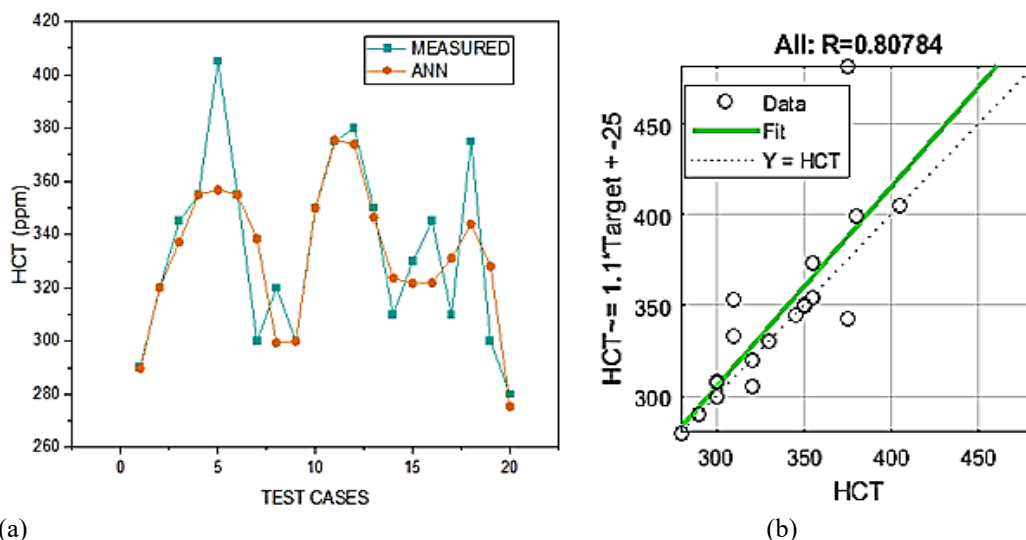 420
400
380
360
340
320
300
280
260
HCT (ppm)
MEASURED
ANN
0
5
10
15
20
TEST CASES
(a)
All: R=0.80784
Data
Fit
Y = HCT
HCT~= 1.1*Target + -25
450
400
350
300
300
350
400
450
HCT
(b)